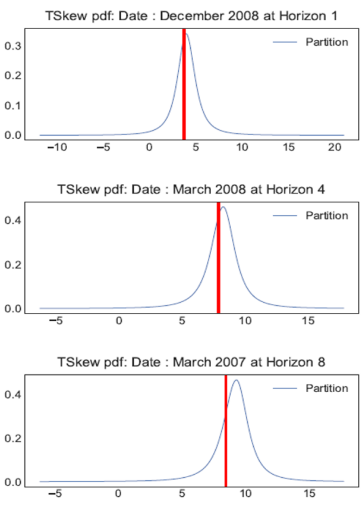 TSkew pdf: Date : December 2008 at Horizon 1
0.3
0.2
0.1
0.0
Partition
−10 −5 0 5 10 15 20
TSkew pdf: Date : March 2008 at Horizon 4
0.4
0.2
0.0
Partition
−5 0 5 10 15
TSkew pdf: Date : March 2007 at Horizon 8
0.4
0.2
0.0
Partition
−5 0 5 10 15